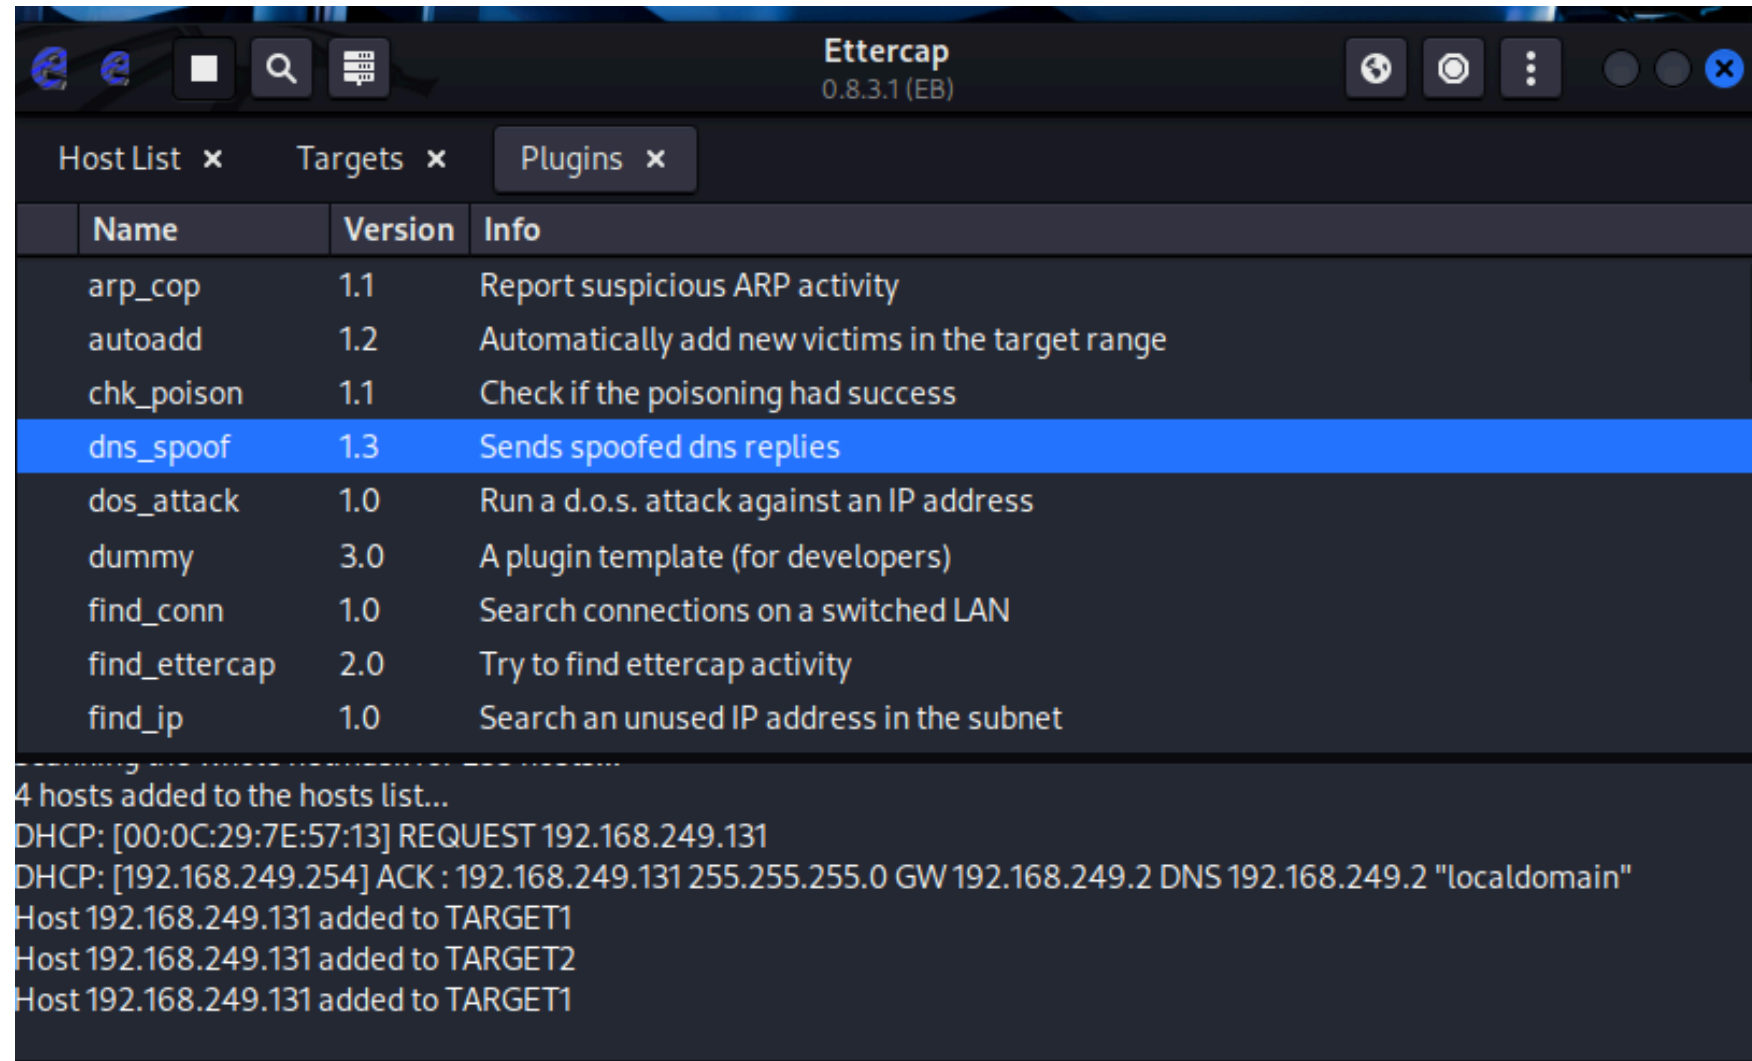 Ettercap
0.8.3.1 (EB)
Host List × Targets × Plugins ×
Name Version Info
arp_cop 1.1 Report suspicious ARP activity
autoadd 1.2 Automatically add new victims in the target range
chk_poison 1.1 Check if the poisoning had success
dns_spoof 1.3 Sends spoofed dns replies
dos_attack 1.0 Run a d.o.s. attack against an IP address
dummy 3.0 A plugin template (for developers)
find_conn 1.0 Search connections on a switched LAN
find_ettercap 2.0 Try to find ettercap activity
find_ip 1.0 Search an unused IP address in the subnet
4 hosts added to the hosts list...
DHCP: [00:0C:29:7E:57:13] REQUEST 192.168.249.131
DHCP: [192.168.249.254] ACK : 192.168.249.131 255.255.255.0 GW 192.168.249.2 DNS 192.168.249.2 "localdomain"
Host 192.168.249.131 added to TARGET1
Host 192.168.249.131 added to TARGET2
Host 192.168.249.131 added to TARGET1